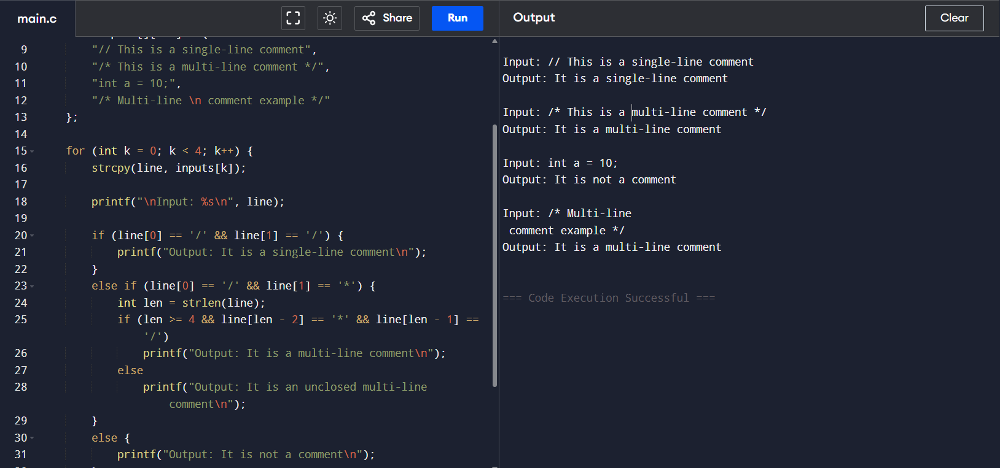 main.c
Share
Run
Output
Clear
9 "// This is a single-line comment",
10 "/* This is a multi-line comment */",
11 "int a = 10;",
12 "/* Multi-line \n comment example */"
13 };
14
15 for (int k = 0; k < 4; k++) {
16 strcpy(line, inputs[k]);
17
18 printf("\nInput: %s\n", line);
19
20 if (line[0] == '/' && line[1] == '/') {
21 printf("Output: It is a single-line comment\n");
22 }
23 else if (line[0] == '/' && line[1] == '*') {
24 int len = strlen(line);
25 if (len >= 4 && line[len - 2] == '*' && line[len - 1] ==
'/')
26 printf("Output: It is a multi-line comment\n");
27 else
28 printf("Output: It is an unclosed multi-line
comment\n");
29 }
30 else {
31 printf("Output: It is not a comment\n");
Input: // This is a single-line comment
Output: It is a single-line comment
Input: /* This is a multi-line comment */
Output: It is a multi-line comment
Input: int a = 10;
Output: It is not a comment
Input: /* Multi-line
comment example */
Output: It is a multi-line comment
=== Code Execution Successful ===